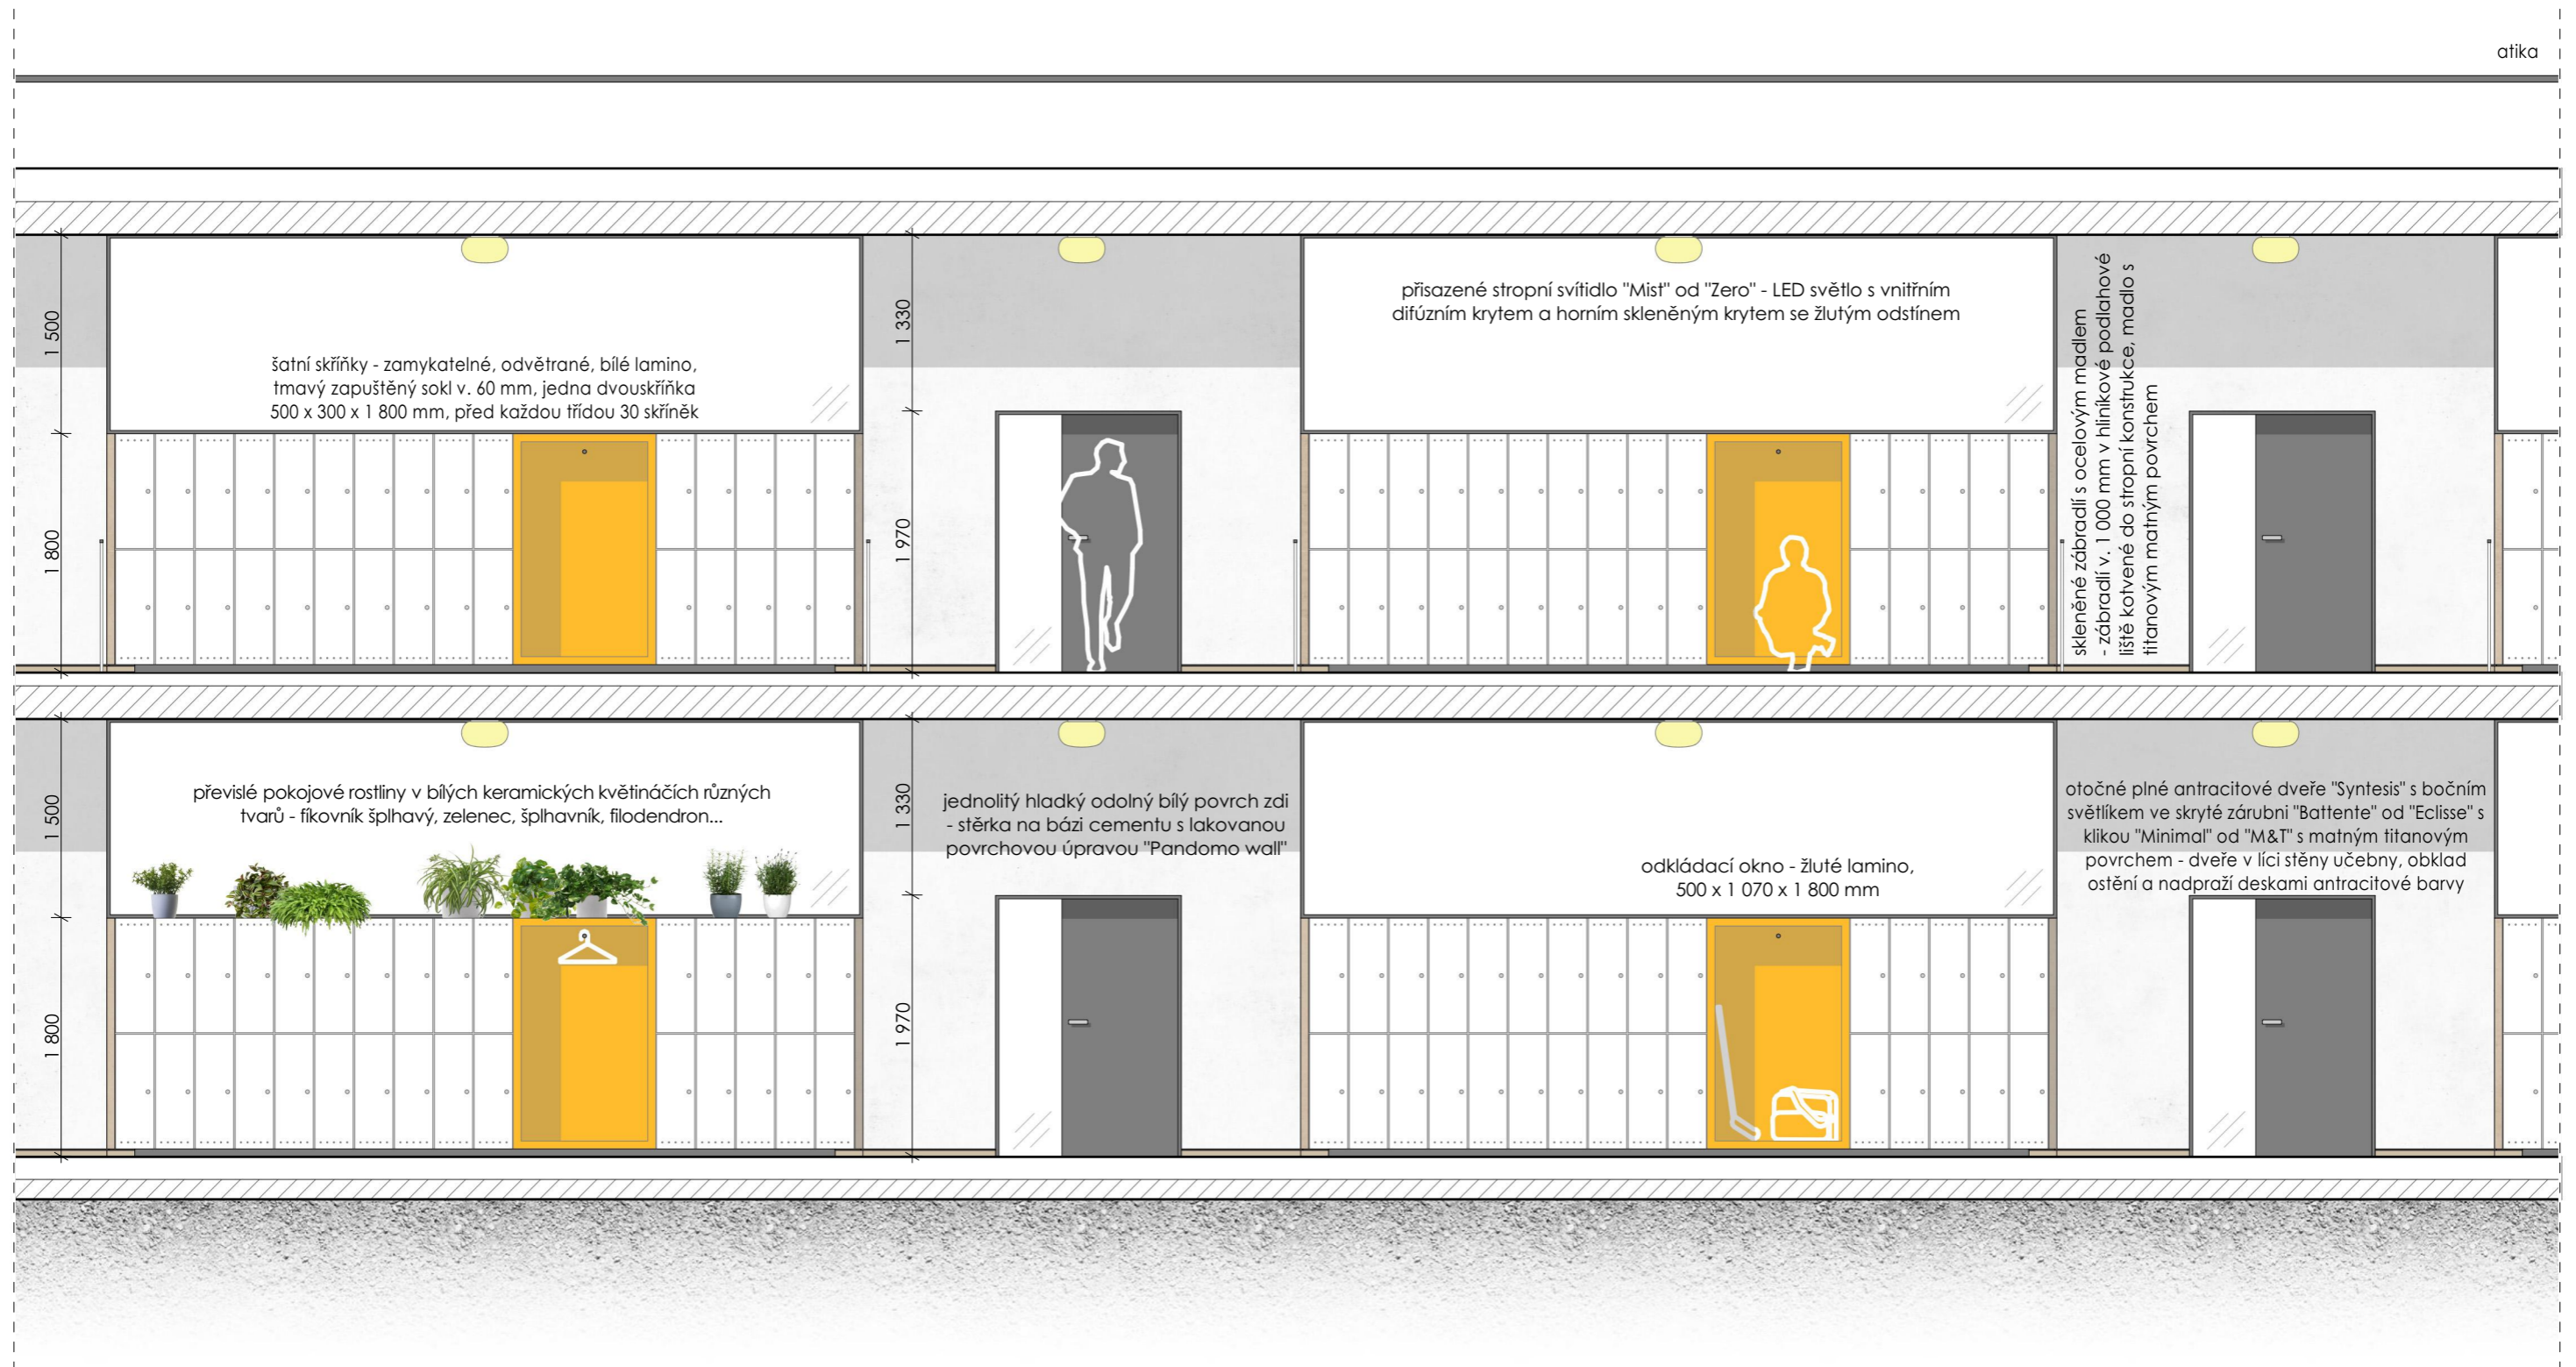 atika
1 500
1 800
šatní skříňky - zamykatelné, odvětrané, bílé lamino,
tmavý zapuštěný sokl v. 60 mm, jedna dvouskříňka
500 x 300 x 1 800 mm, před každou třídou 30 skříněk
1 330
1 970
přisazené stropní svítidlo "Mist" od "Zero" - LED světlo s vnitřním
difúzním krytem a horním skleněným krytem se žlutým odstínem
skleněné zábradlí s ocelovým madlem
- zábradlí v. 1 000 mm v hliníkové podlahové
liště kotvené do stropní konstrukce, madlo s
titanovým matným povrchem
1 500
1 800
převislé pokojové rostliny v bílých keramických květináčích různých
tvarů - fíkovník šplhavý, zelenec, šplhavník, filodendron...
1 330
1 970
jednolitý hladký odolný bílý povrch zdi
- stěrka na bázi cementu s lakovanou
povrchovou úpravou "Pandomo wall"
odkládací okno - žluté lamino,
500 x 1 070 x 1 800 mm
otočné plné antracitové dveře "Syntesis" s bočním
světlíkem ve skryté zárubni "Battente" od "Eclisse" s
klikou "Minimal" od "M&T" s matným titanovým
povrchem - dveře v líci stěny učebny, obklad
ostění a nadpraží deskami antracitové barvy